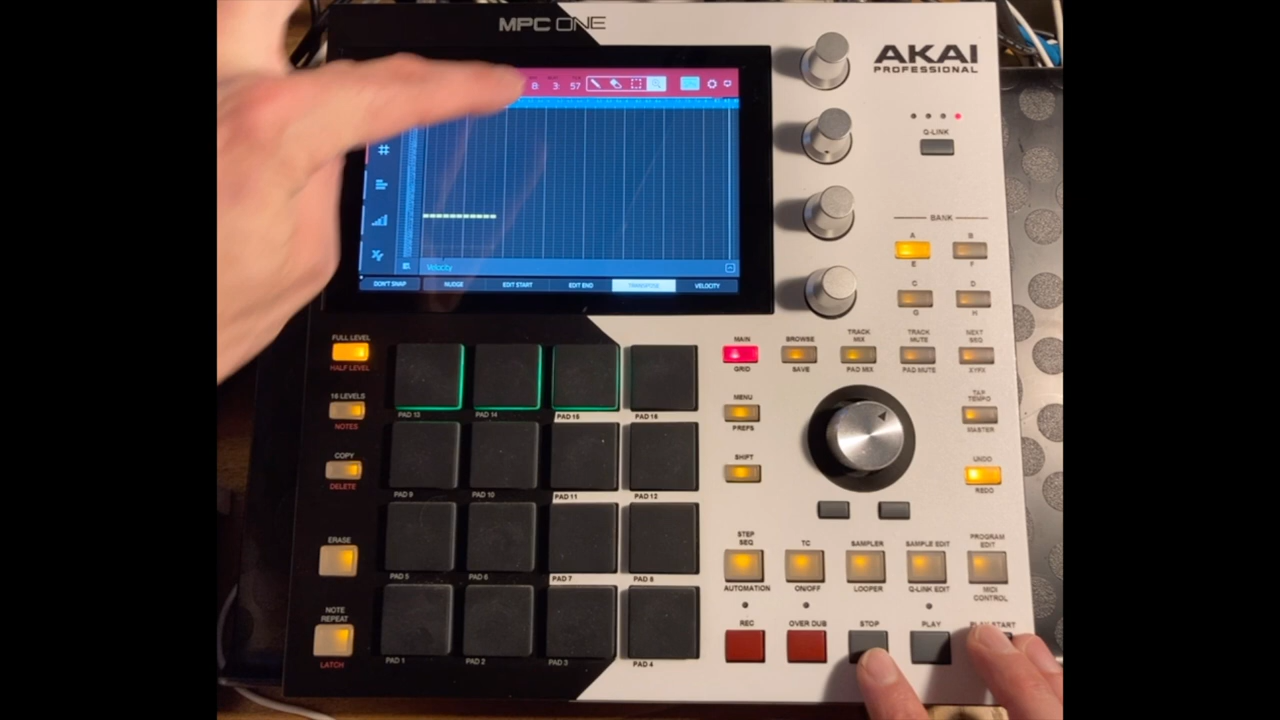 MPC ONE
AKAI
PROFESSIONAL
8: 3: 57
Q-LINK
BANK
A B
E F
C D
G H
Velocity
DON'T SNAP NUDGE EDIT START EDIT END TRANSPOSE VELOCITY
FULL LEVEL
HALF LEVEL
16 LEVELS
NOTES
COPY
DELETE
ERASE
NOTE
REPEAT
LATCH
PAD 13 PAD 14 PAD 15 PAD 16
PAD 9 PAD 10 PAD 11 PAD 12
PAD 5 PAD 6 PAD 7 PAD 8
PAD 1 PAD 2 PAD 3 PAD 4
MAIN
GRID
BROWSE
SAVE
TRACK
MIX
PAD MIX
TRACK
MUTE
PAD MUTE
NEXT
SEQ
XYFX
MENU
PREFS
TAP
TEMPO
MASTER
SHIFT
UNDO
REDO
STEP
SEQ
AUTOMATION
TC
ON/OFF
SAMPLER
LOOPER
SAMPLE EDIT
Q-LINK EDIT
PROGRAM
EDIT
MIDI
CONTROL
REC OVER DUB STOP PLAY PLAY START